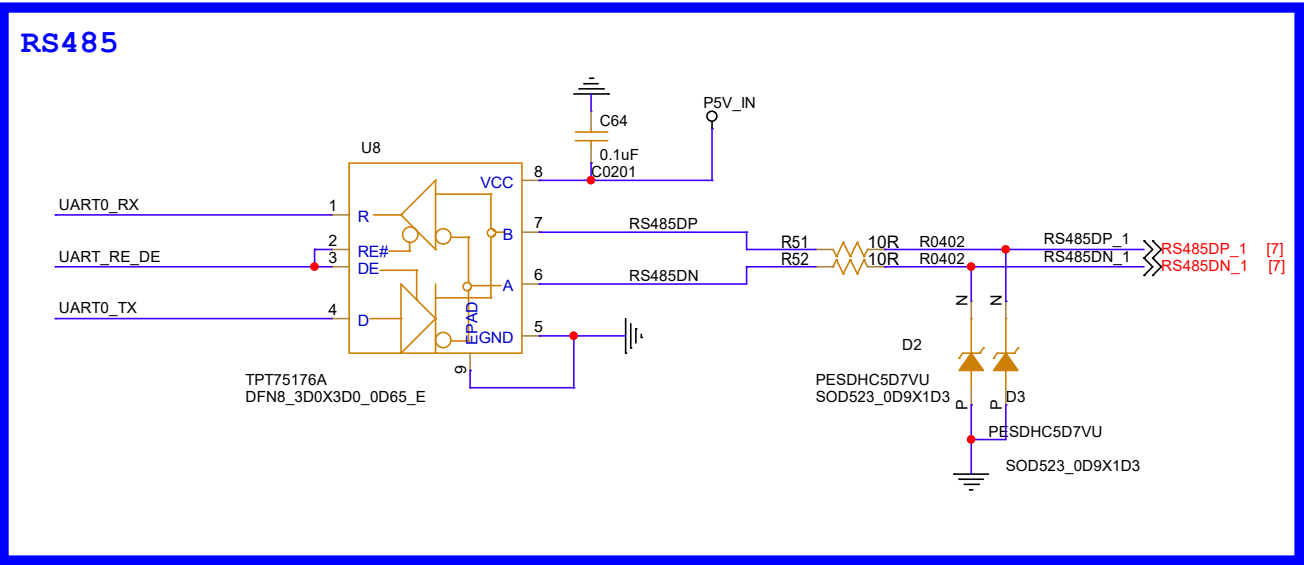 RS485
P5V_IN
C64
0.1uF
C0201
U8
VCC
8
UART0_RX
1
R
RS485DP
7
B
2
RE#
R51
10R
R0402
RS485DP_1
RS485DP_1 [7]
UART_RE_DE
3
DE
R52
10R
R0402
RS485DN_1
RS485DN_1 [7]
RS485DN
6
A
UART0_TX
4
D
N
N
EPAD
GND
5
9
D2
TPT75176A
DFN8_3D0X3D0_0D65_E
PESDHC5D7VU
SOD523_0D9X1D3
P
P
D3
PESDHC5D7VU
SOD523_0D9X1D3